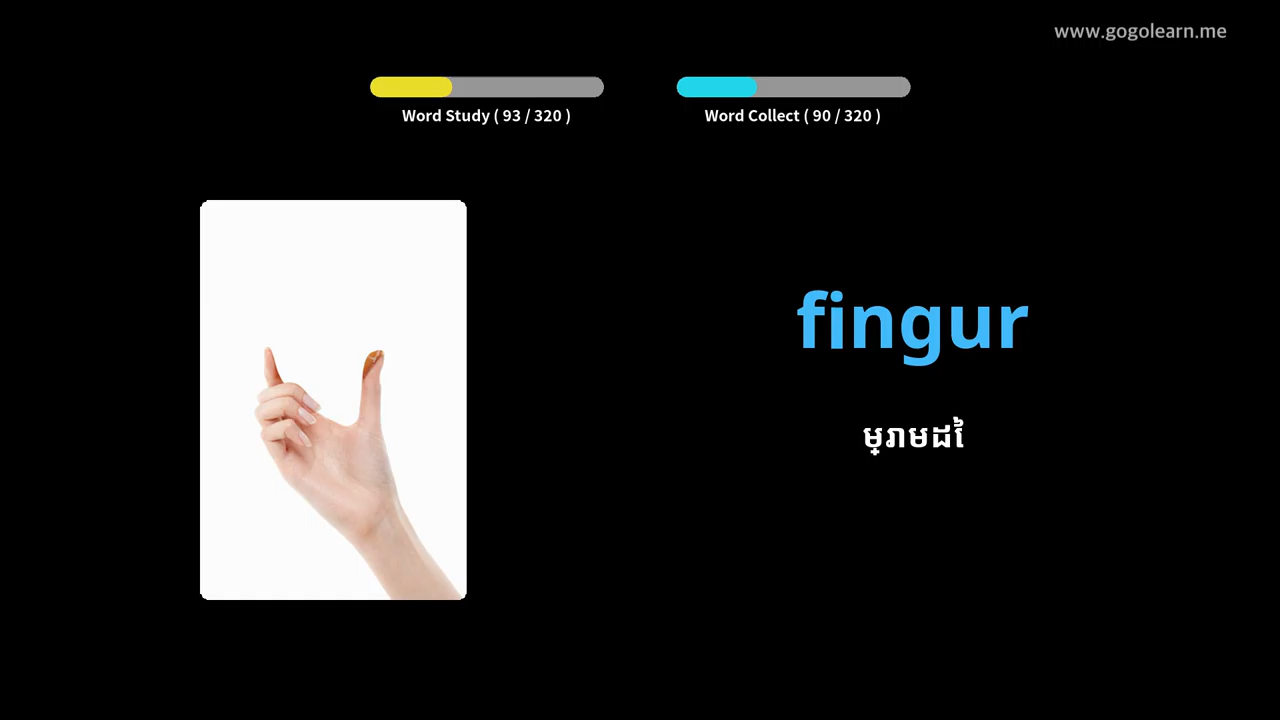 www.gogolearn.me
Word Study ( 93 / 320 )
Word Collect ( 90 / 320 )
fingur
ម្រាមដៃ